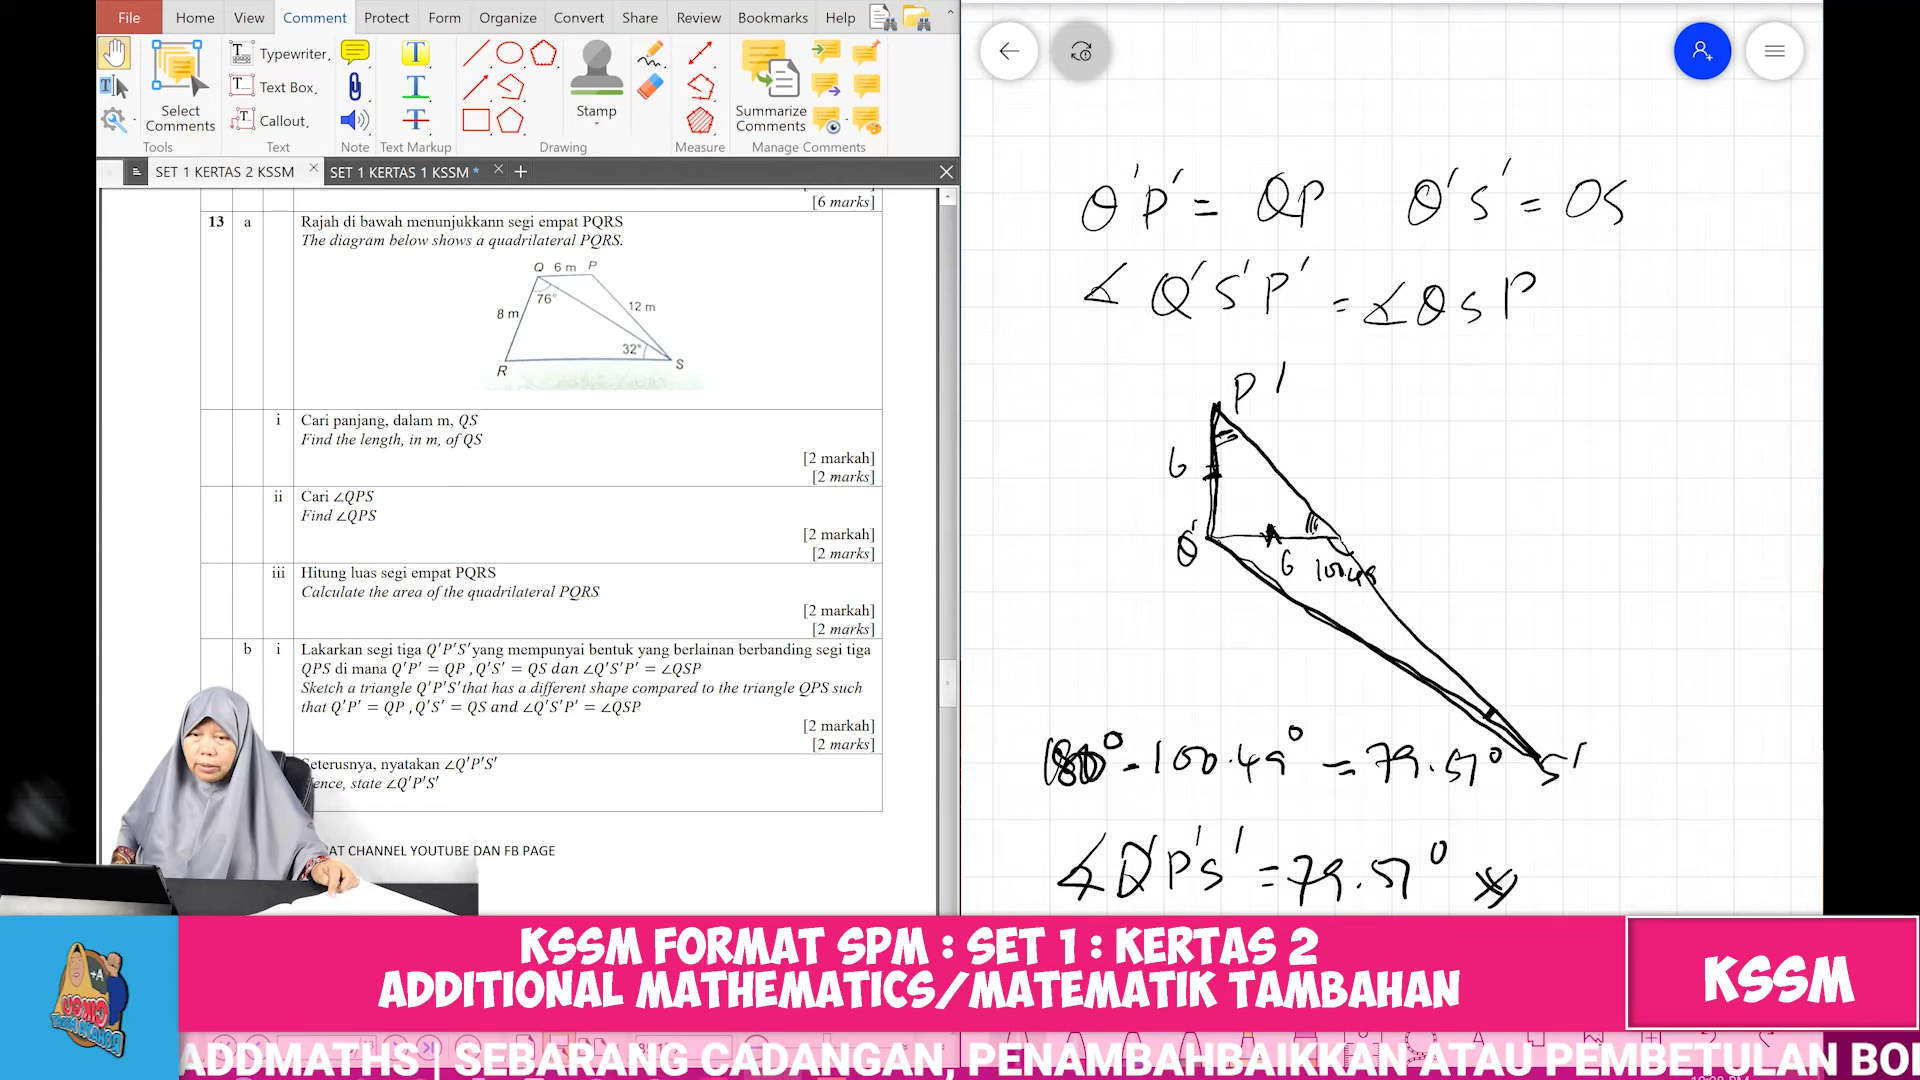 File Home View Comment Protect Form Organize Convert Share Review Bookmarks Help
Typewriter
Text Box
Callout
Select Comments
Stamp
Summarize Comments
Tools Text Note Text Markup Drawing Measure Manage Comments
SET 1 KERTAS 2 KSSM SET 1 KERTAS 1 KSSM *
[6 marks]
13 a Rajah di bawah menunjukkann segi empat PQRS
The diagram below shows a quadrilateral PQRS.
Q 6 m P
76°
8 m 12 m
32°
R S
i Cari panjang, dalam m, QS
Find the length, in m, of QS
[2 markah]
[2 marks]
ii Cari ∠QPS
Find ∠QPS
[2 markah]
[2 marks]
iii Hitung luas segi empat PQRS
Calculate the area of the quadrilateral PQRS
[2 markah]
[2 marks]
b i Lakarkan segi tiga Q'P'S' yang mempunyai bentuk yang berlainan berbanding segi tiga
QPS di mana Q'P' = QP , Q'S' = QS dan ∠Q'S'P' = ∠QSP
Sketch a triangle Q'P'S' that has a different shape compared to the triangle QPS such
that Q'P' = QP , Q'S' = QS and ∠Q'S'P' = ∠QSP
[2 markah]
[2 marks]
Seterusnya, nyatakan ∠Q'P'S'
Hence, state ∠Q'P'S'
AT CHANNEL YOUTUBE DAN FB PAGE
Q'P' = QP Q'S' = QS
∠Q'S'P' = ∠QSP
P'
6
Q' 6 100.49
S'
180° - 100.49° = 79.51°
∠Q'P'S' = 79.51°
KSSM FORMAT SPM : SET 1 : KERTAS 2
ADDITIONAL MATHEMATICS/MATEMATIK TAMBAHAN
KSSM
ADDMATHS | SEBARANG CADANGAN, PENAMBAHBAIKKAN ATAU PEMBETULAN